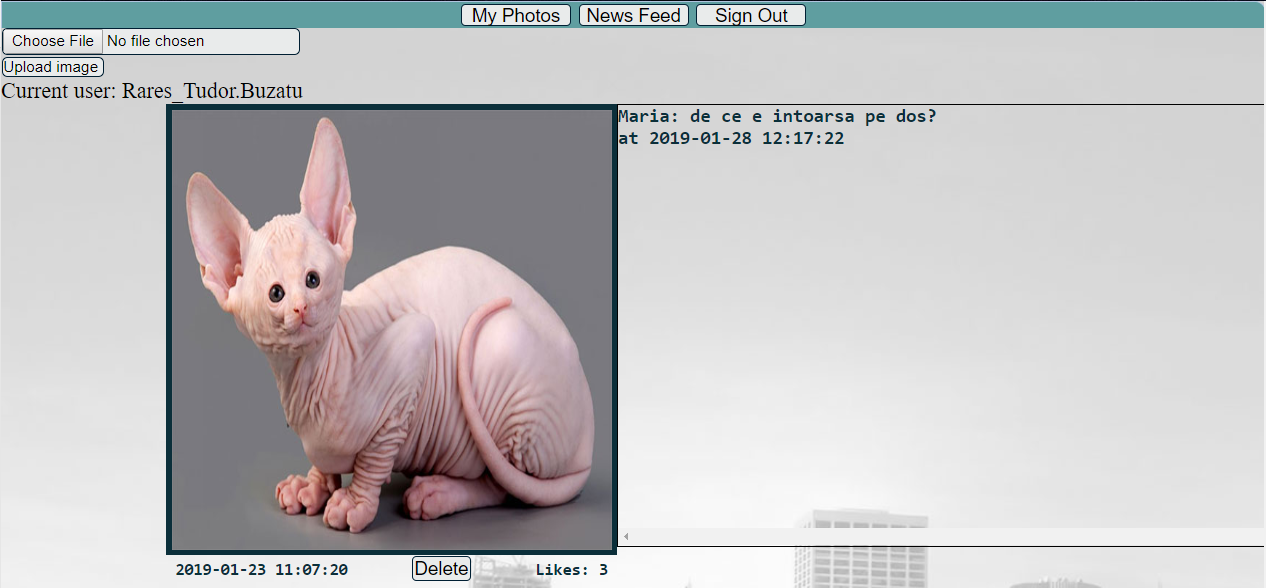 My Photos News Feed Sign Out
Choose File No file chosen
Upload image
Current user: Rares_Tudor.Buzatu
Maria: de ce e intoarsa pe dos?
at 2019-01-28 12:17:22
2019-01-23 11:07:20 Delete Likes: 3